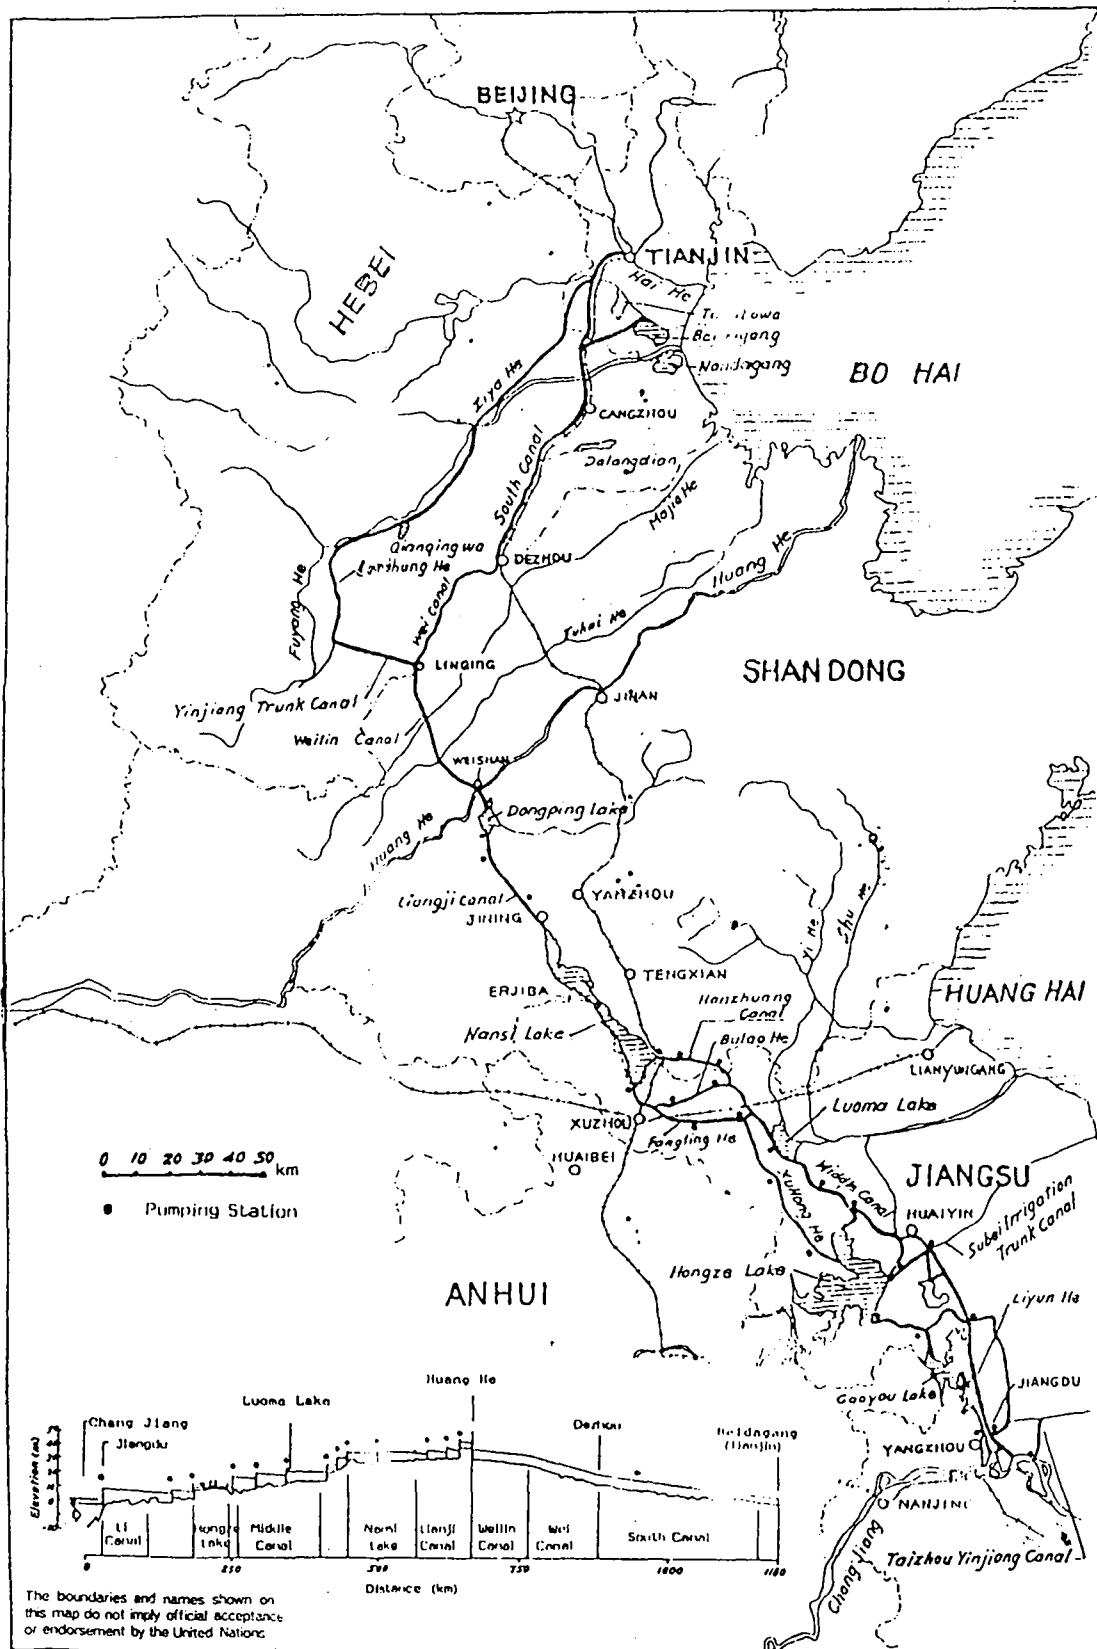 BEIJING
TIANJIN
Hai He
HEBEI
Nandagang
BO HAI
Ziya He
CANGZHOU
South Canal
Dalangdian
Majia He
Qianqingwa
DEZHOU
Huang He
Fuyang He
Wei Canal
Tuhai He
LINQING
SHANDONG
Yinjiang Trunk Canal
JINAN
Weilin Canal
WEISHAN
Dongping Lake
Huang He
Liangji Canal
YANZHOU
JINING
Yi He
Shu He
TENGXIAN
ERJIBA
Hanzhuang
Canal
HUANG HAI
Nansi Lake
Bulao He
LIANYUNGANG
Luoma Lake
XUZHOU
Fangting He
HUAIBEI
0 10 20 30 40 50
km
Pumping Station
Middle Canal
JIANGSU
XuHong He
HUAIYIN
Subei Irrigation
Trunk Canal
Hongze Lake
ANHUI
Liyun He
Gaoyou Lake
JIANGDU
YANGZHOU
NANJING
Chang Jiang
Taizhou Yinjiang Canal
Huang He
Luoma Lake
Chang Jiang
Jiangdu
Dezhou
(Tianjin)
Elevation (m)
Li
Canal
Hongze
Lake
Middle
Canal
Nansi
Lake
Lianji
Canal
Weilin
Canal
Wei
Canal
South Canal
0 250 500 750 1000 1180
Distance (km)
The boundaries and names shown on
this map do not imply official acceptance
or endorsement by the United Nations